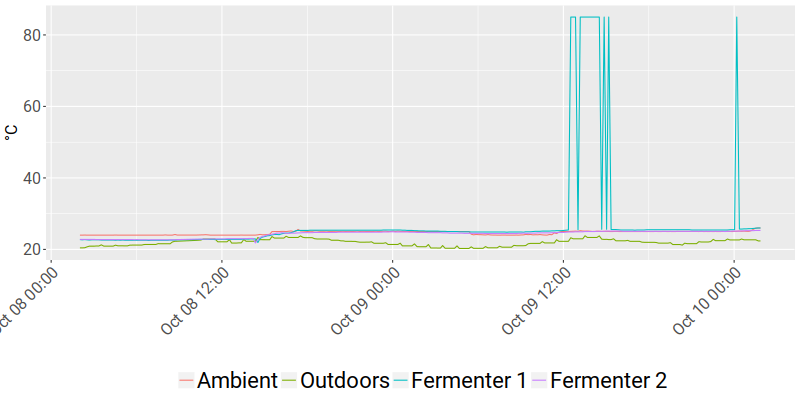 80
60
40
20
°C
ct 08 00:00
Oct 08 12:00
Oct 09 00:00
Oct 09 12:00
Oct 10 00:00
Ambient Outdoors Fermenter 1 Fermenter 2